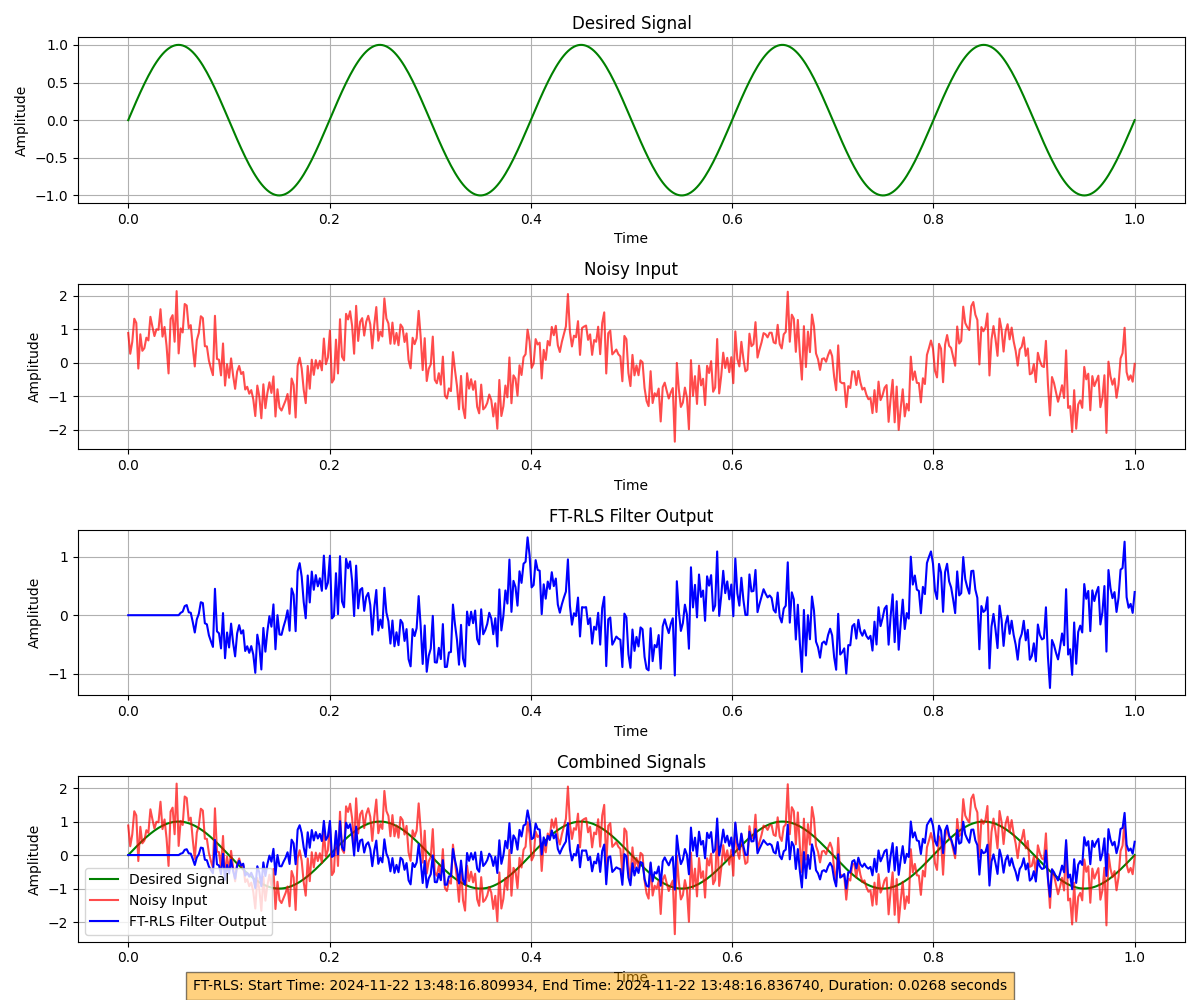 Desired Signal
1.0
0.5
0.0
−0.5
−1.0
Amplitude
0.0 0.2 0.4 0.6 0.8 1.0
Time
Noisy Input
2
1
0
−1
−2
Amplitude
0.0 0.2 0.4 0.6 0.8 1.0
Time
FT-RLS Filter Output
1
0
−1
Amplitude
0.0 0.2 0.4 0.6 0.8 1.0
Time
Combined Signals
2
1
0
−1
−2
Amplitude
Desired Signal
Noisy Input
FT-RLS Filter Output
0.0 0.2 0.4 0.6 0.8 1.0
Time
FT-RLS: Start Time: 2024-11-22 13:48:16.809934, End Time: 2024-11-22 13:48:16.836740, Duration: 0.0268 seconds